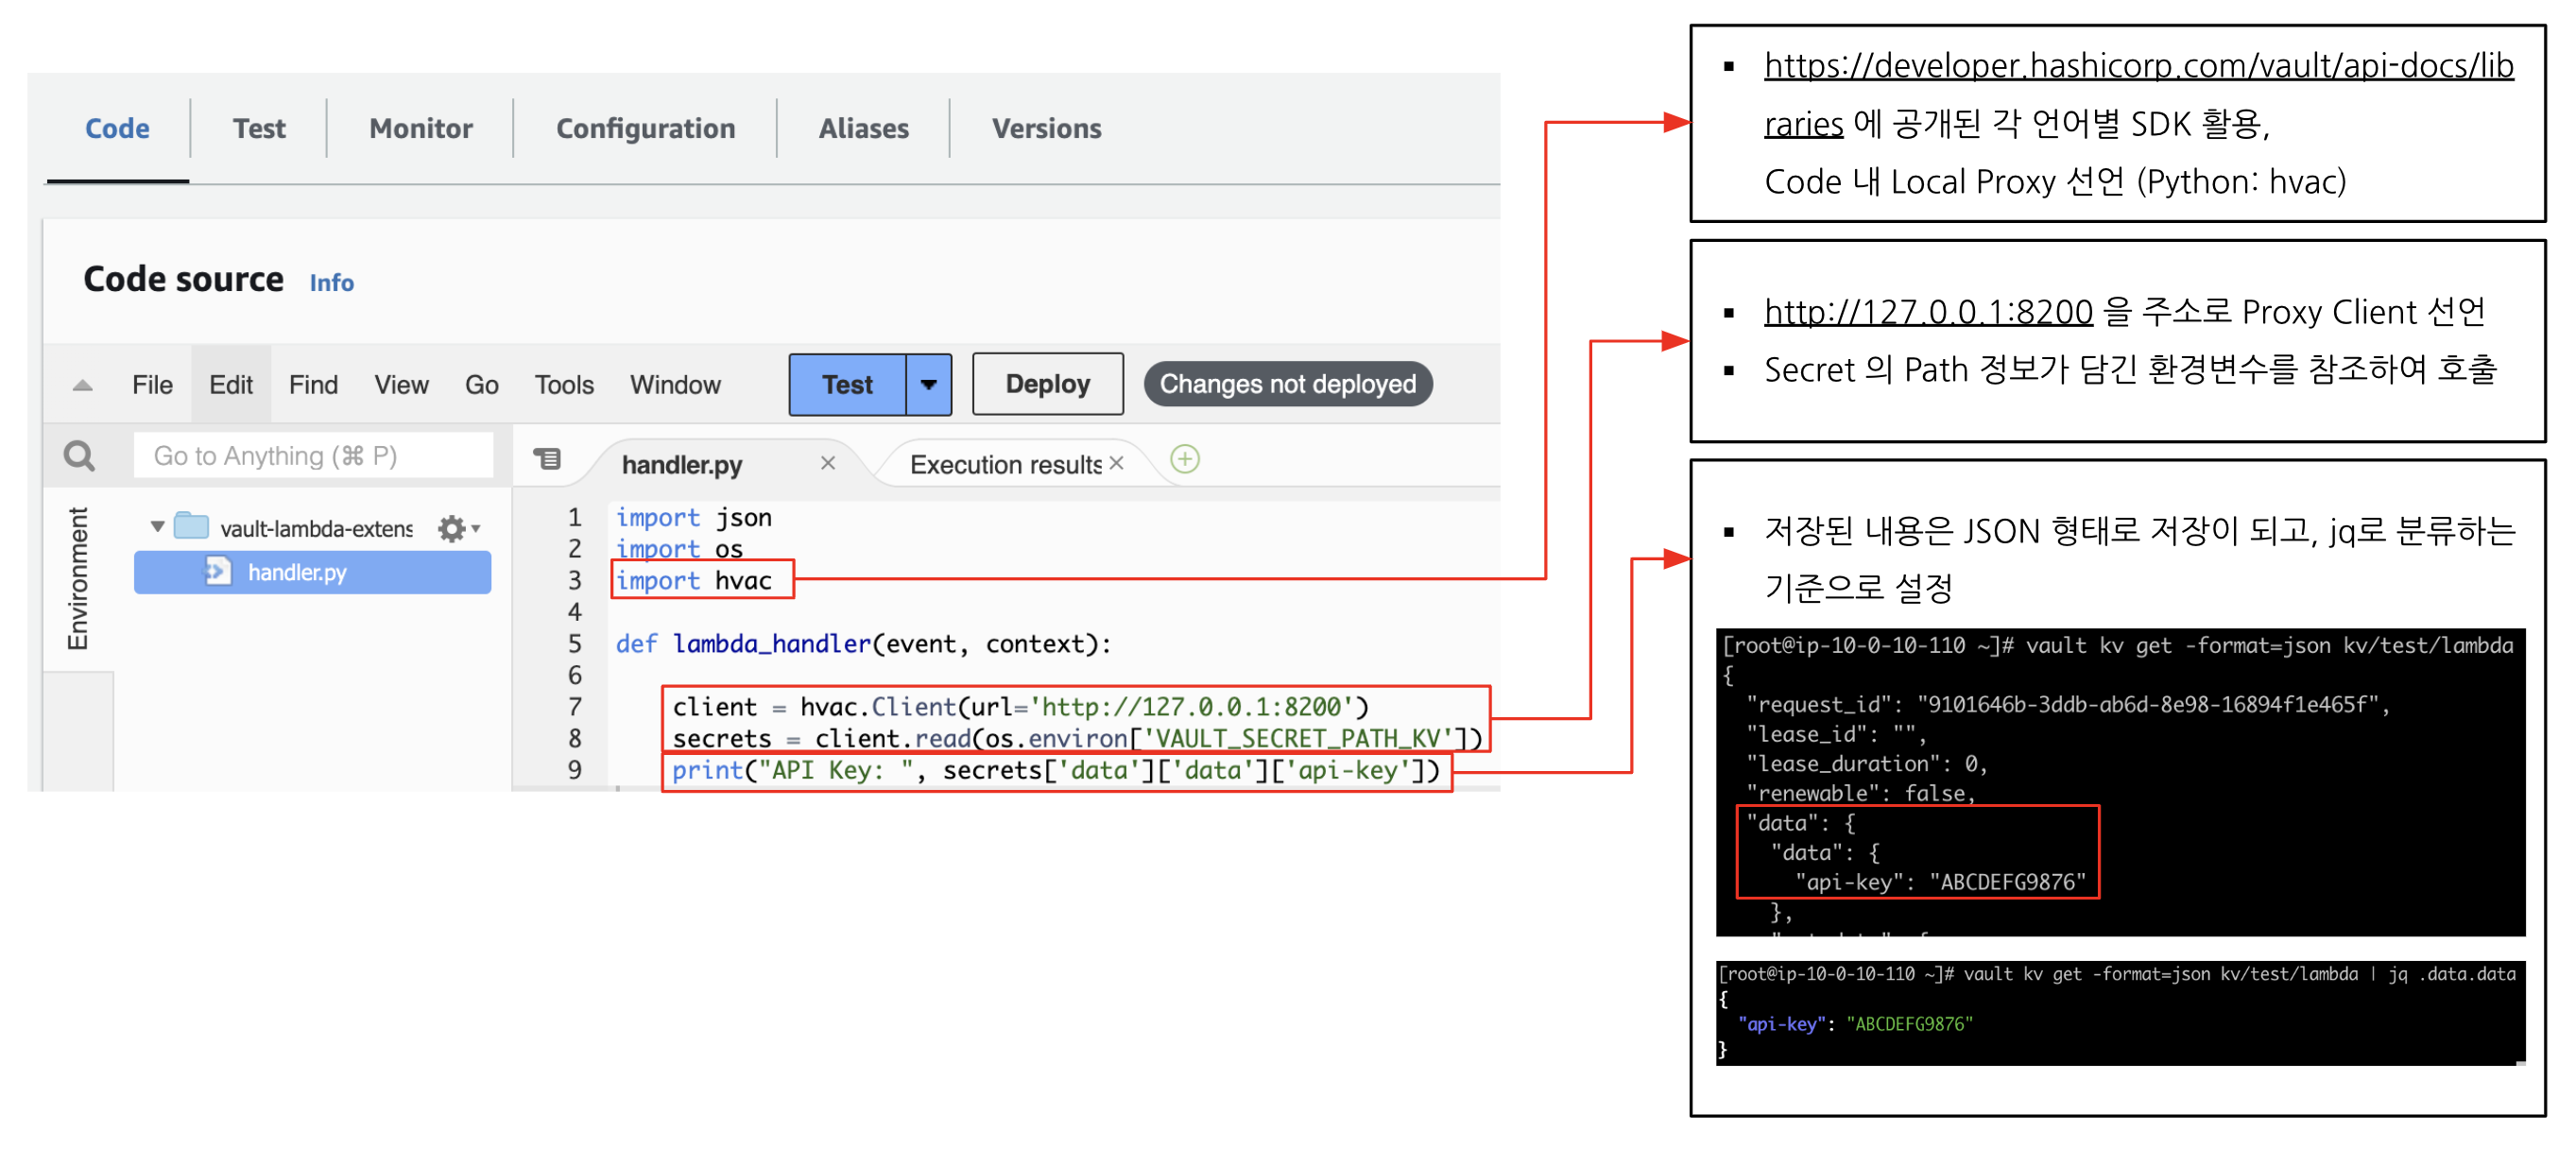 Code Test Monitor Configuration Aliases Versions
Code source Info
File Edit Find View Go Tools Window Test Deploy Changes not deployed
Go to Anything (⌘ P)
handler.py
Execution results
Environment
vault-lambda-extens
handler.py
1 import json
2 import os
3 import hvac
4
5 def lambda_handler(event, context):
6
7 client = hvac.Client(url='http://127.0.0.1:8200')
8 secrets = client.read(os.environ['VAULT_SECRET_PATH_KV'])
9 print("API Key: ", secrets['data']['data']['api-key'])
▪ https://developer.hashicorp.com/vault/api-docs/lib
raries 에 공개된 각 언어별 SDK 활용,
Code 내 Local Proxy 선언 (Python: hvac)
▪ http://127.0.0.1:8200 을 주소로 Proxy Client 선언
▪ Secret 의 Path 정보가 담긴 환경변수를 참조하여 호출
▪ 저장된 내용은 JSON 형태로 저장이 되고, jq로 분류하는
기준으로 설정
[root@ip-10-0-10-110 ~]# vault kv get -format=json kv/test/lambda
{
"request_id": "9101646b-3ddb-ab6d-8e98-16894f1e465f",
"lease_id": "",
"lease_duration": 0,
"renewable": false,
"data": {
"data": {
"api-key": "ABCDEFG9876"
},
[root@ip-10-0-10-110 ~]# vault kv get -format=json kv/test/lambda | jq .data.data
{
"api-key": "ABCDEFG9876"
}